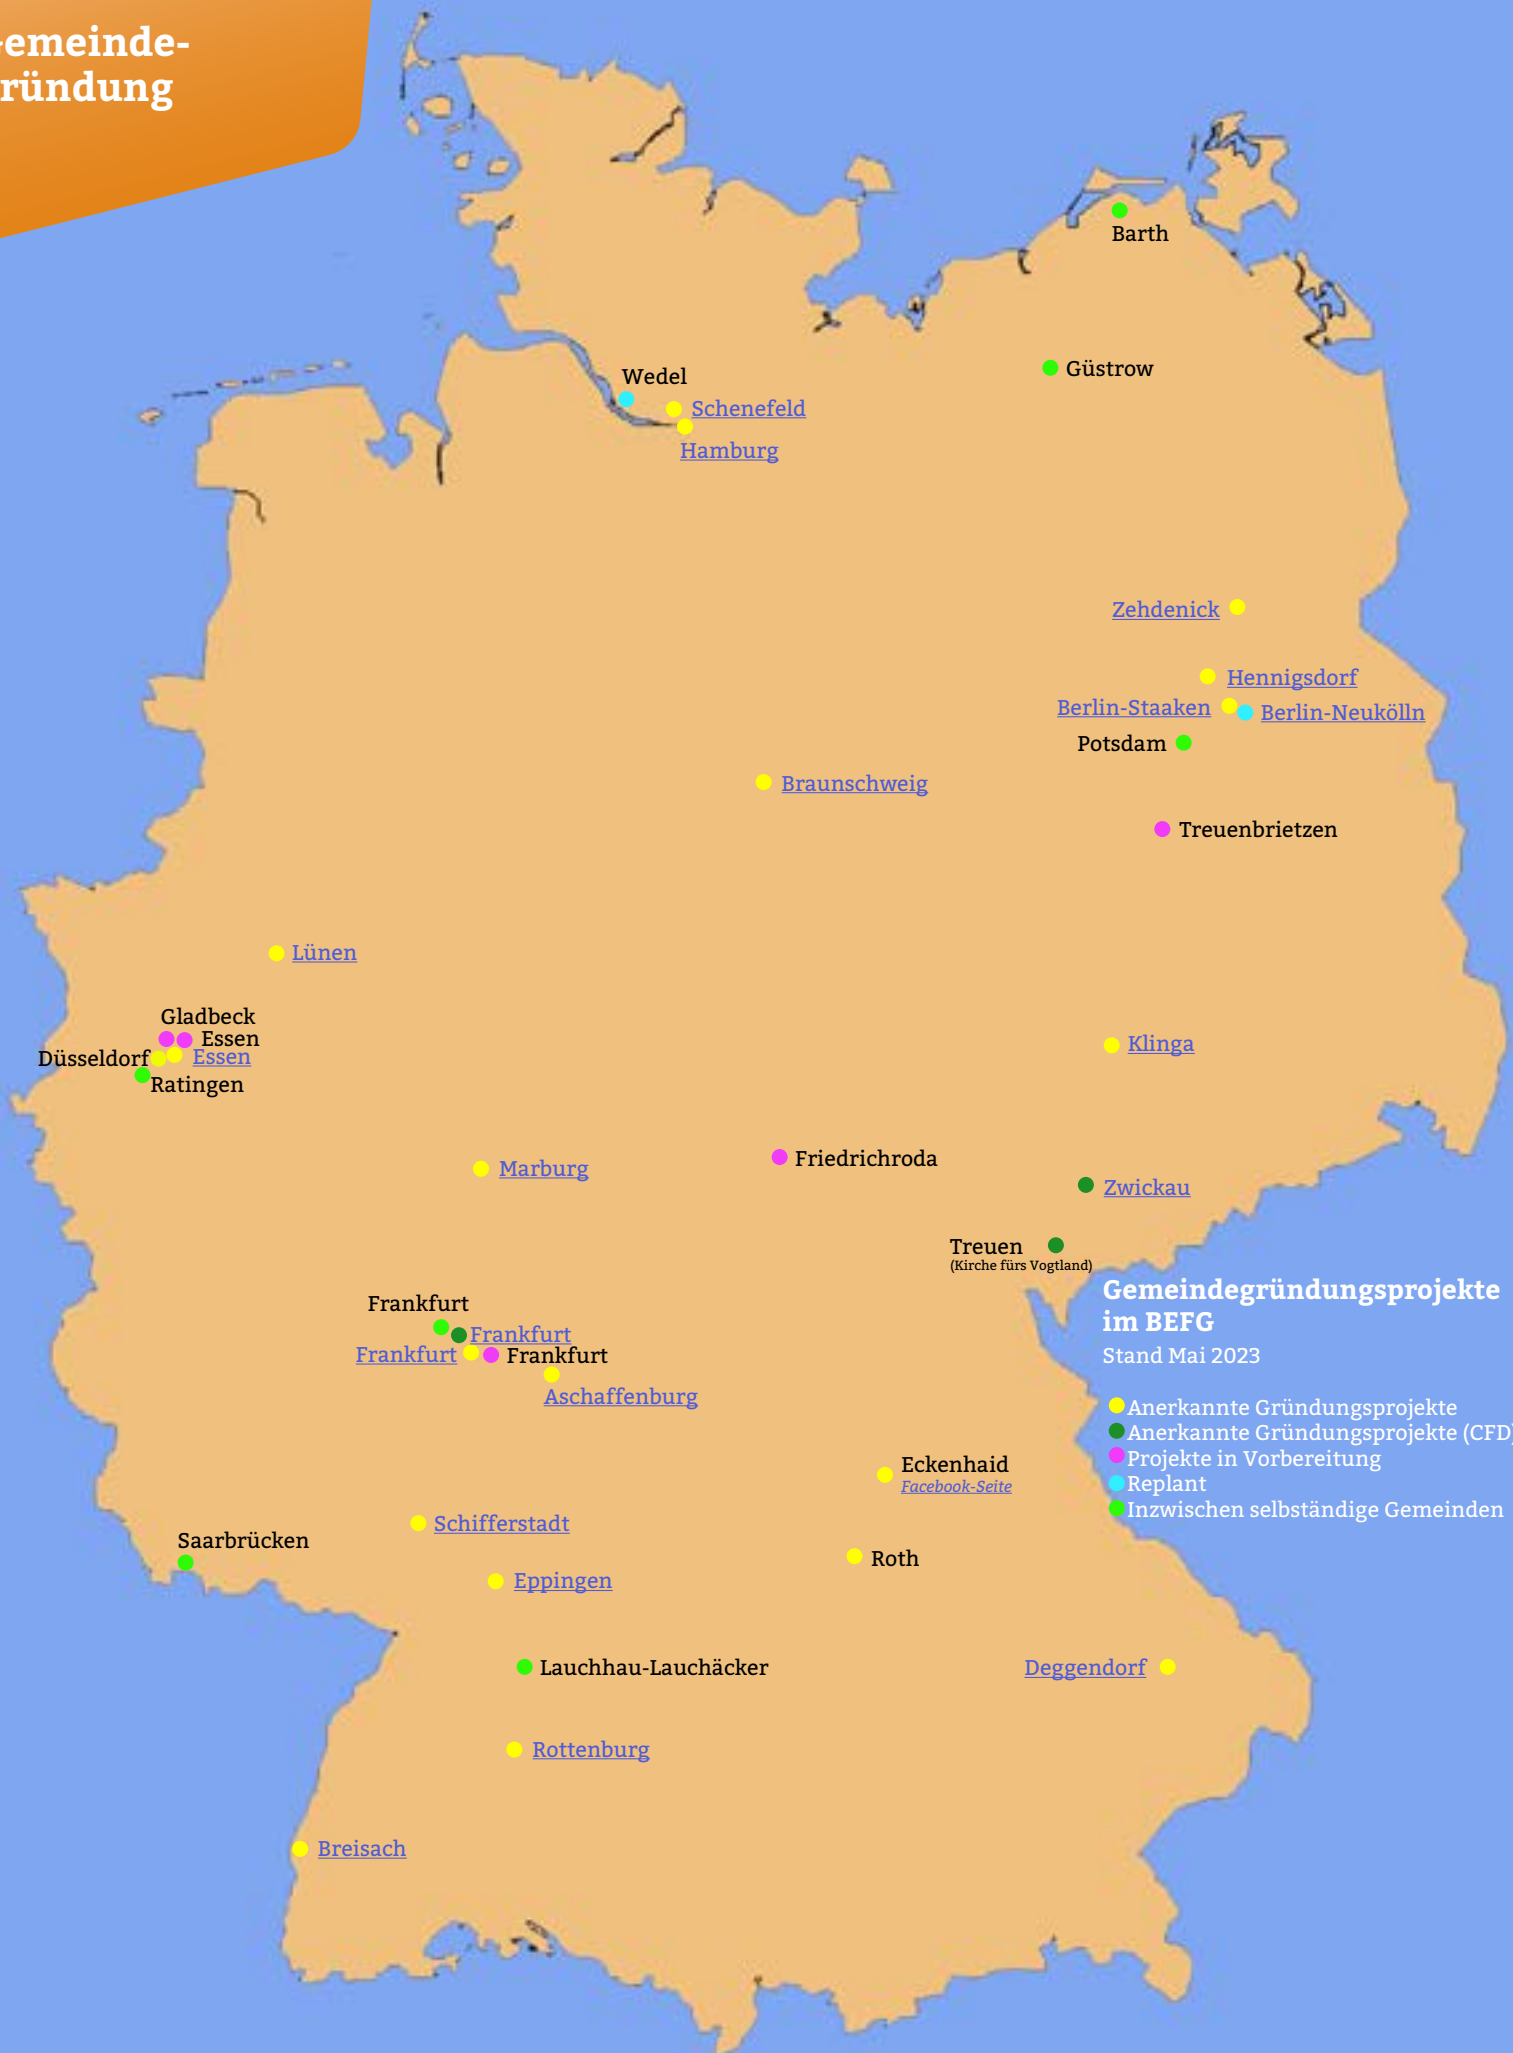 emeinde-
ründung
Barth
Güstrow
Wedel
Schenefeld
Hamburg
Zehdenick
Hennigsdorf
Berlin-Staaken
Berlin-Neukölln
Potsdam
Braunschweig
Treuenbrietzen
Lünen
Gladbeck
Essen
Düsseldorf
Essen
Ratingen
Klinga
Marburg
Friedrichroda
Zwickau
Treuen
(Kirche fürs Vogtland)
Frankfurt
Frankfurt
Frankfurt
Frankfurt
Aschaffenburg
Gemeindegründungsprojekte
im BEFG
Stand Mai 2023
Anerkannte Gründungsprojekte
Anerkannte Gründungsprojekte (CFD)
Projekte in Vorbereitung
Replant
Inzwischen selbständige Gemeinden
Eckenhaid
Facebook-Seite
Schifferstadt
Saarbrücken
Roth
Eppingen
Lauchhau-Lauchäcker
Deggendorf
Rottenburg
Breisach